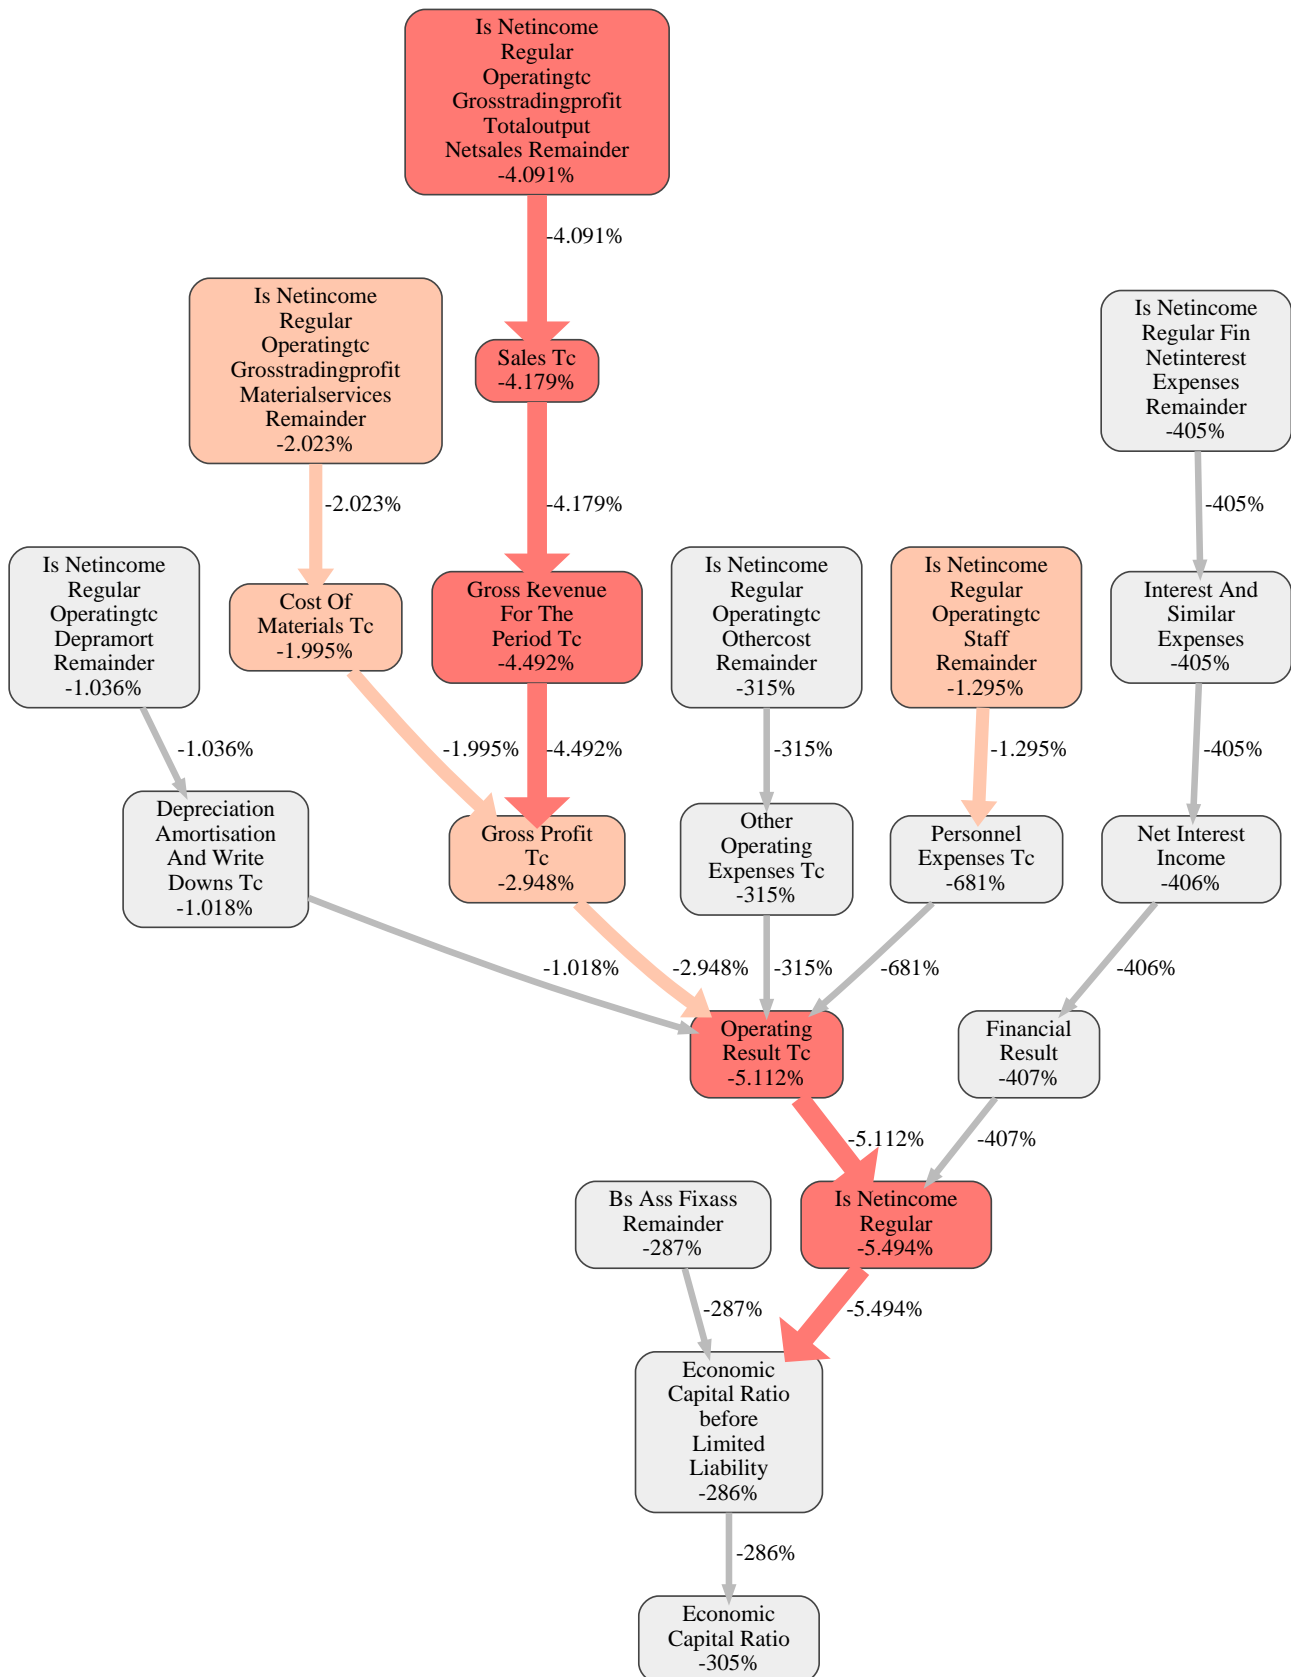 Is Netincome
Regular
Operatingtc
Grosstradingprofit
Totaloutput
Netsales Remainder
-4.091%
-4.091%
Is Netincome
Regular
Operatingtc
Grosstradingprofit
Materialservices
Remainder
-2.023%
Sales Tc
-4.179%
Is Netincome
Regular Fin
Netinterest
Expenses
Remainder
-405%
-2.023%
-4.179%
-405%
Is Netincome
Regular
Operatingtc
Depramort
Remainder
-1.036%
Cost Of
Materials Tc
-1.995%
Gross Revenue
For The
Period Tc
-4.492%
Is Netincome
Regular
Operatingtc
Othercost
Remainder
-315%
Is Netincome
Regular
Operatingtc
Staff
Remainder
-1.295%
Interest And
Similar
Expenses
-405%
-1.036%
-1.995%
-4.492%
-315%
-1.295%
-405%
Depreciation
Amortisation
And Write
Downs Tc
-1.018%
Gross Profit
Tc
-2.948%
Other
Operating
Expenses Tc
-315%
Personnel
Expenses Tc
-681%
Net Interest
Income
-406%
-1.018%
-2.948%
-315%
-681%
-406%
Operating
Result Tc
-5.112%
Financial
Result
-407%
-5.112%
-407%
Bs Ass Fixass
Remainder
-287%
Is Netincome
Regular
-5.494%
-287%
-5.494%
Economic
Capital Ratio
before
Limited
Liability
-286%
-286%
Economic
Capital Ratio
-305%